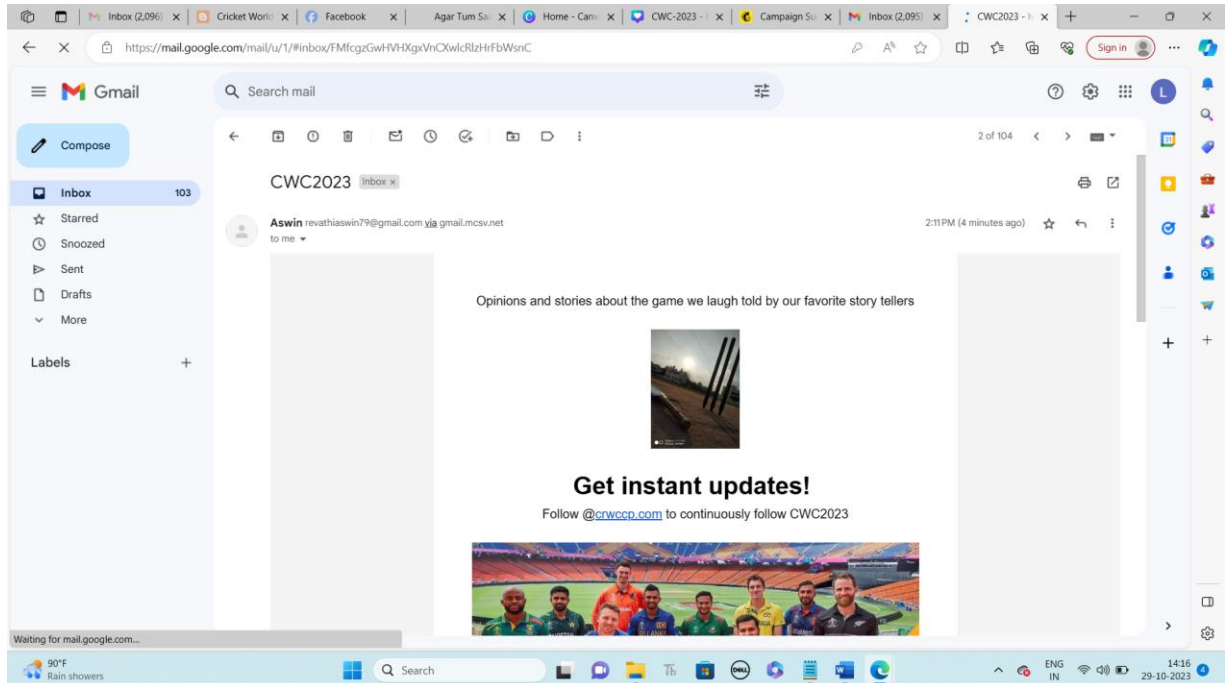 Inbox (2,096)
Cricket World
Facebook
Agar Tum Sa
Home - Can
CWC-2023 -
Campaign Su
Inbox (2,095)
CWC2023 -
https://mail.google.com/mail/u/1/#inbox/FMfcgzGwHVHXgxVnCXwlcRlzHrFbWsnC
Sign in
Gmail
Search mail
L
Compose
2 of 104
Inbox 103
Starred
Snoozed
Sent
Drafts
More
Labels
CWC2023 Inbox x
Aswin revathiaswin79@gmail.com via gmail.mcsv.net
2:11 PM (4 minutes ago)
to me
Opinions and stories about the game we laugh told by our favorite story tellers
Get instant updates!
Follow @crwccp.com to continuously follow CWC2023
31
Waiting for mail.google.com...
90°F
Rain showers
Search
DELL
ENG
IN
14:16
29-10-2023
4